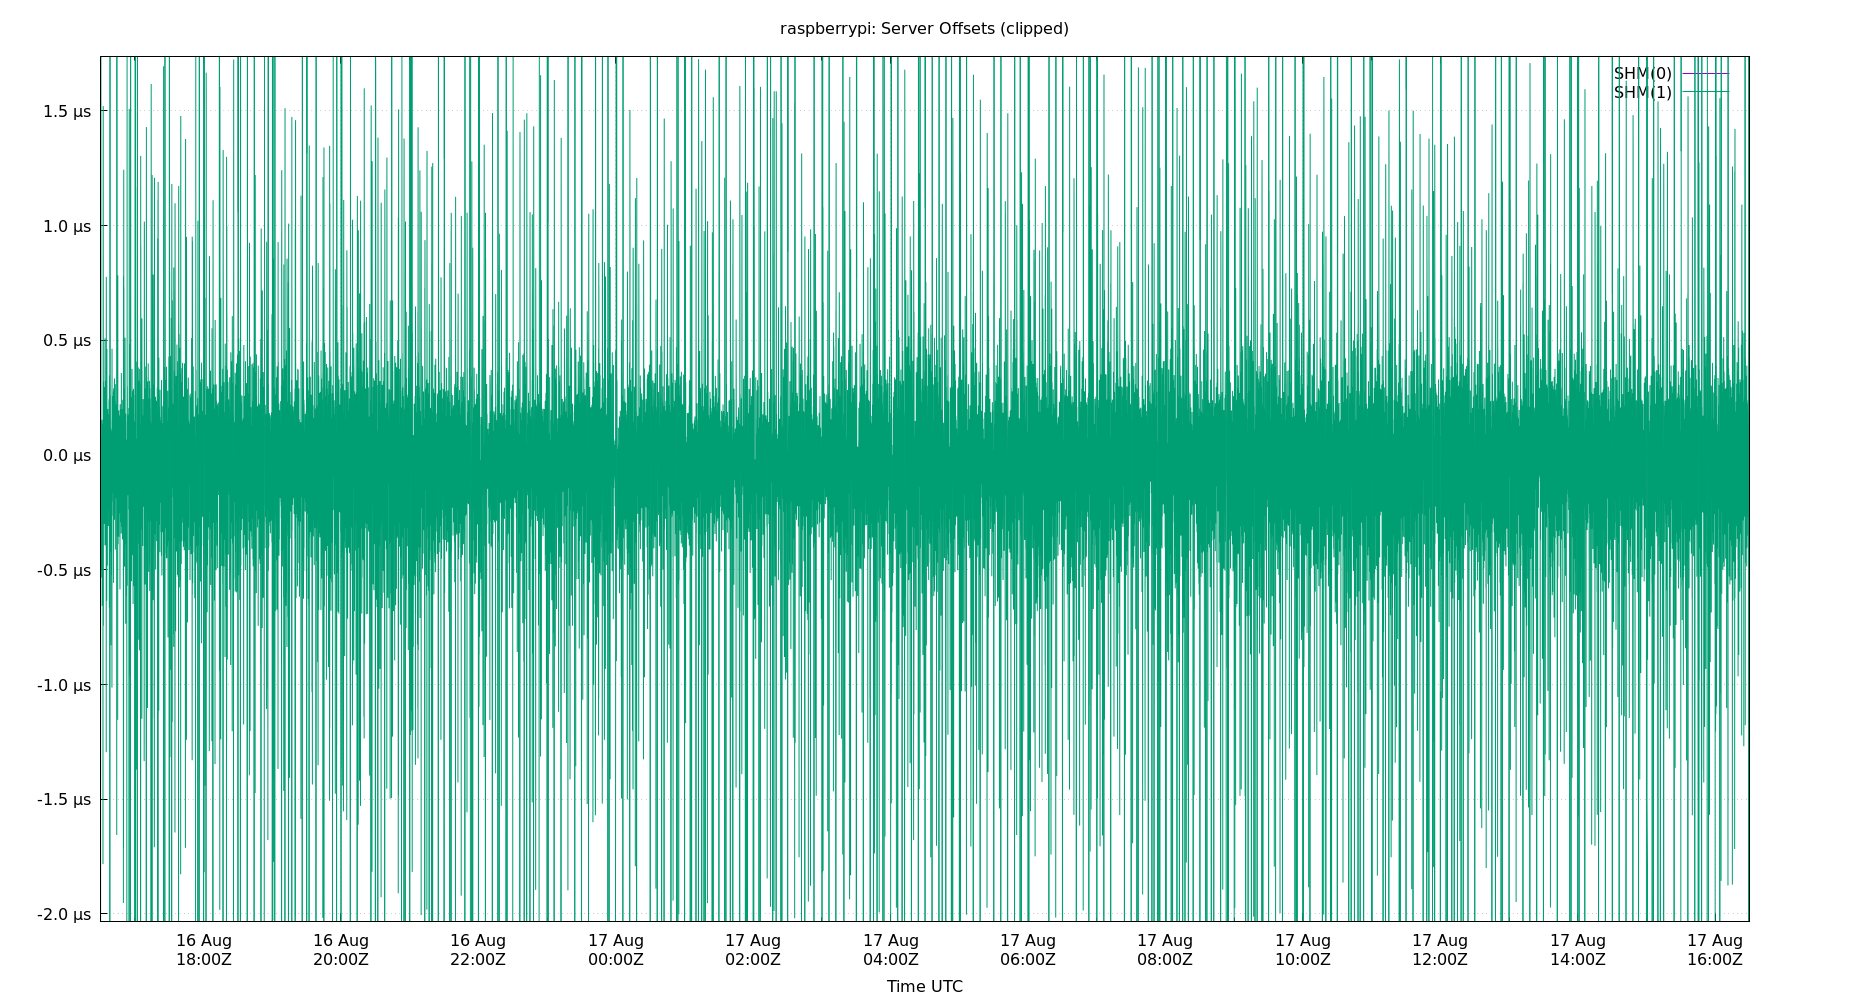 raspberrypi: Server Offsets (clipped)
SHM(0)
SHM(1)
1.5 µs
1.0 µs
0.5 µs
0.0 µs
-0.5 µs
-1.0 µs
-1.5 µs
-2.0 µs
16 Aug 16 Aug 16 Aug 17 Aug 17 Aug 17 Aug 17 Aug 17 Aug 17 Aug 17 Aug 17 Aug 17 Aug
18:00Z 20:00Z 22:00Z 00:00Z 02:00Z 04:00Z 06:00Z 08:00Z 10:00Z 12:00Z 14:00Z 16:00Z
Time UTC